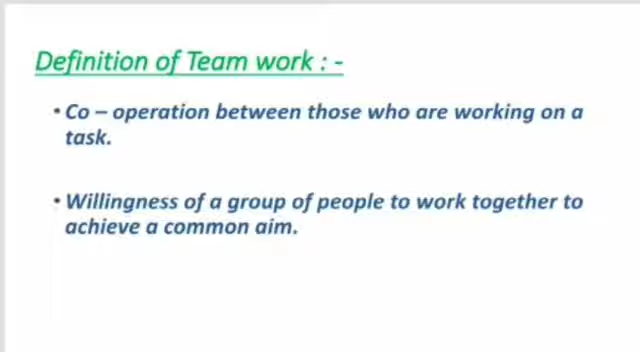 Definition of Team work : -
• Co – operation between those who are working on a
task.
• Willingness of a group of people to work together to
achieve a common aim.